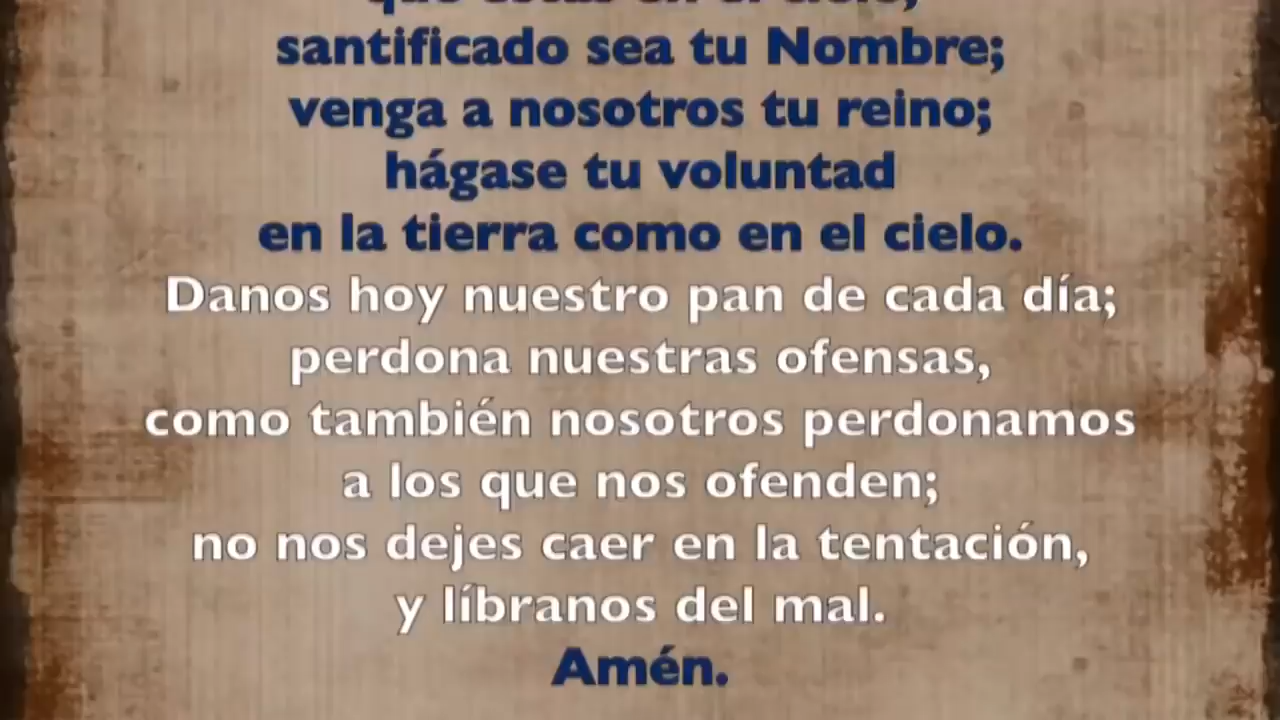 santificado sea tu Nombre;
venga a nosotros tu reino;
hágase tu voluntad
en la tierra como en el cielo.
Danos hoy nuestro pan de cada día;
perdona nuestras ofensas,
como también nosotros perdonamos
a los que nos ofenden;
no nos dejes caer en la tentación,
y líbranos del mal.
Amén.